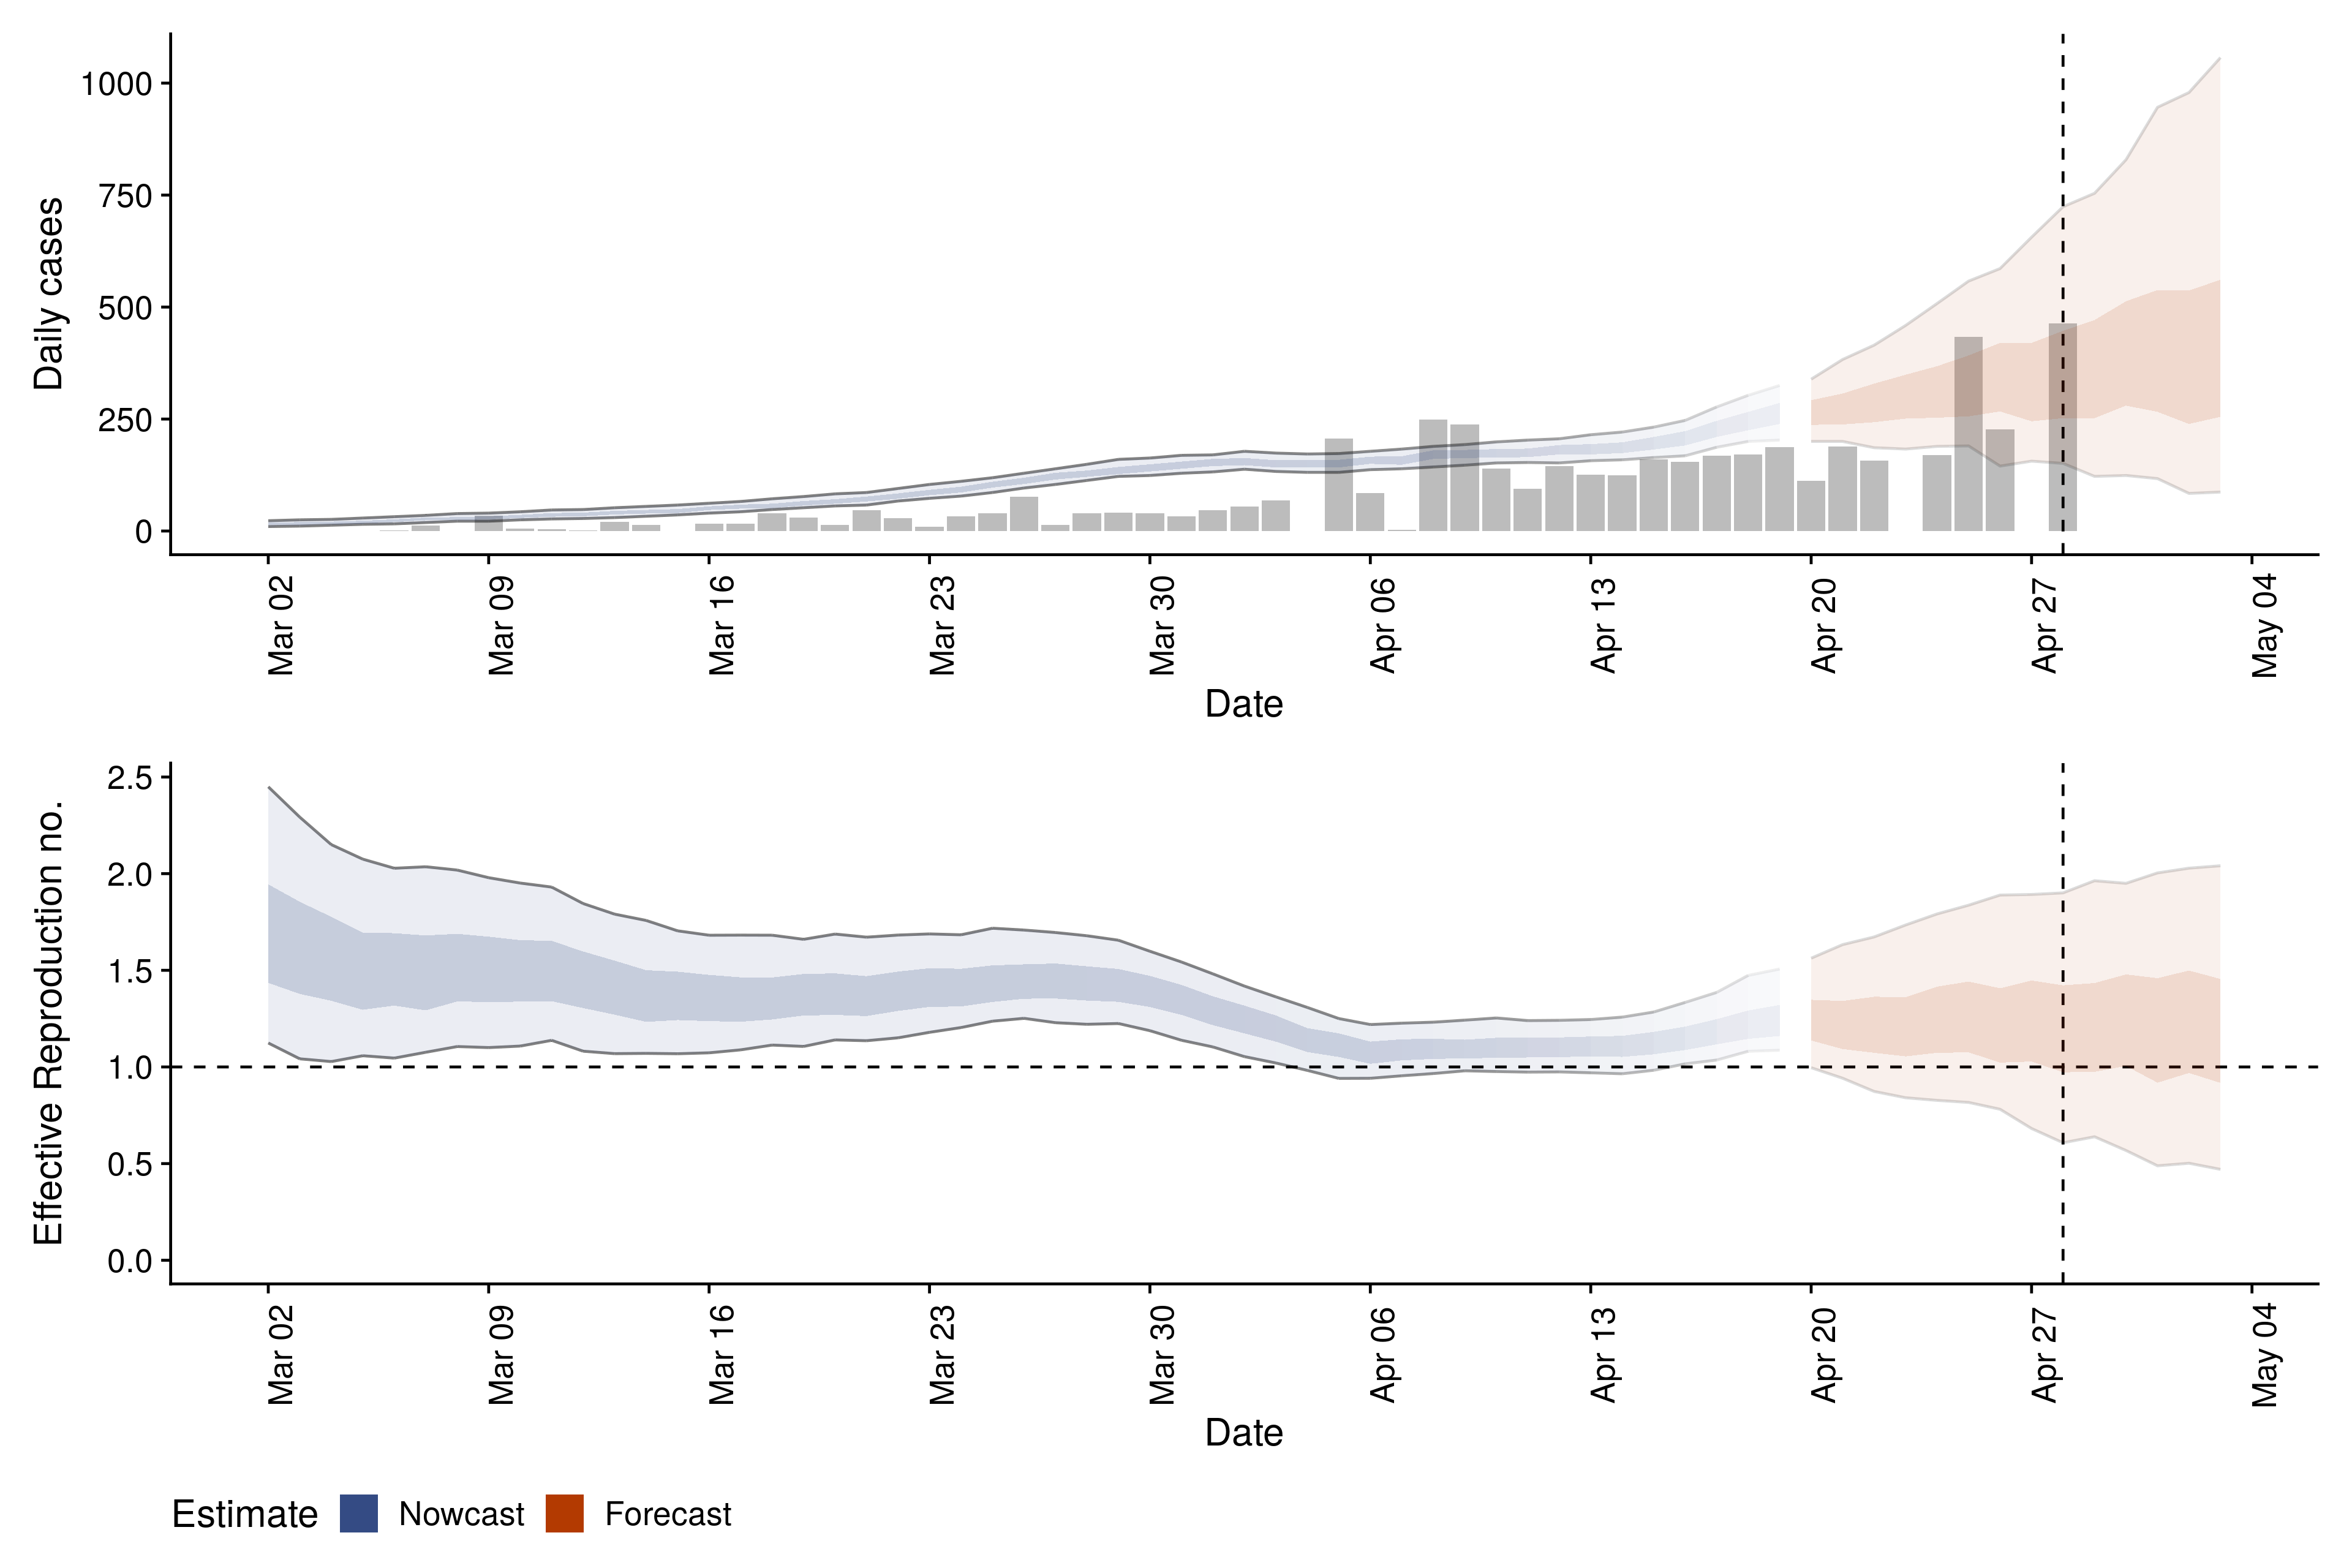 Daily cases
1000
750
500
250
0
Mar 02
Mar 09
Mar 16
Mar 23
Mar 30
Apr 06
Apr 13
Apr 20
Apr 27
May 04
Date
Effective Reproduction no.
2.5
2.0
1.5
1.0
0.5
0.0
Mar 02
Mar 09
Mar 16
Mar 23
Mar 30
Apr 06
Apr 13
Apr 20
Apr 27
May 04
Date
Estimate Nowcast Forecast